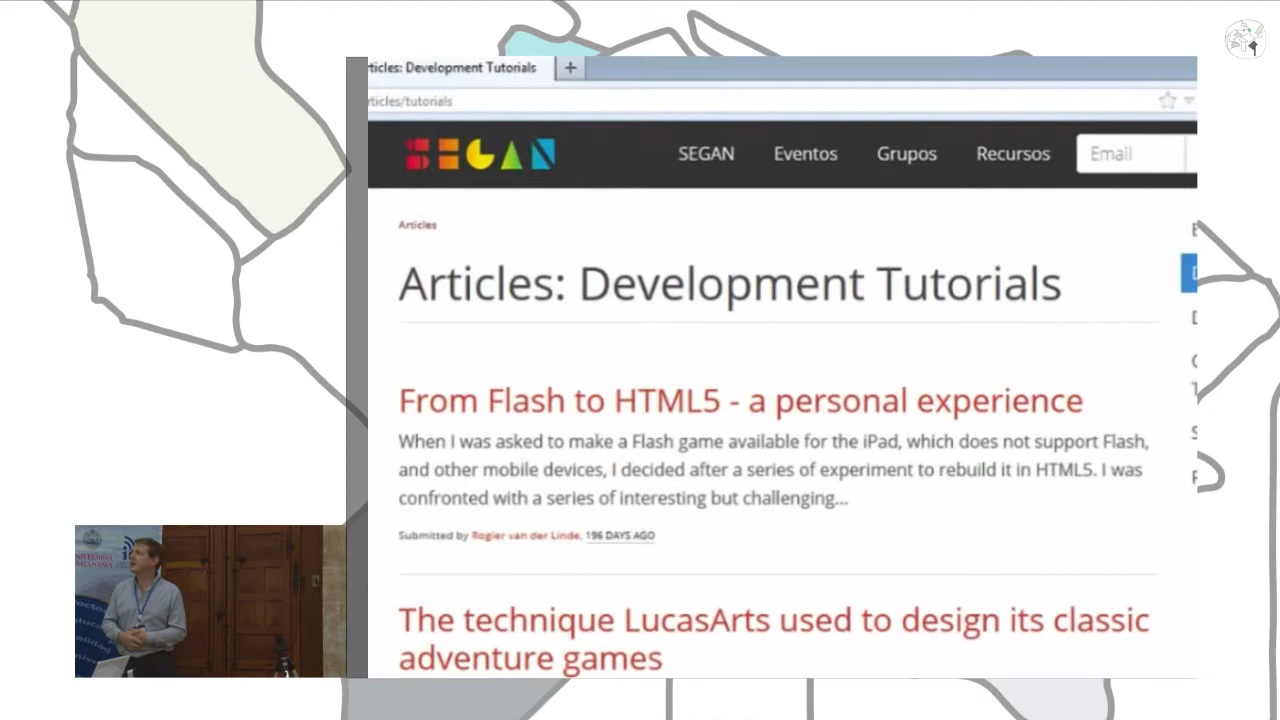 rticles: Development Tutorials
+
rticles/tutorials
SEGAN
SEGAN
Eventos
Grupos
Recursos
Email
Articles
Articles: Development Tutorials
From Flash to HTML5 - a personal experience
When I was asked to make a Flash game available for the iPad, which does not support Flash,
and other mobile devices, I decided after a series of experiment to rebuild it in HTML5. I was
confronted with a series of interesting but challenging...
Submitted by Rogier van der Linde, 196 DAYS AGO
The technique LucasArts used to design its classic
adventure games